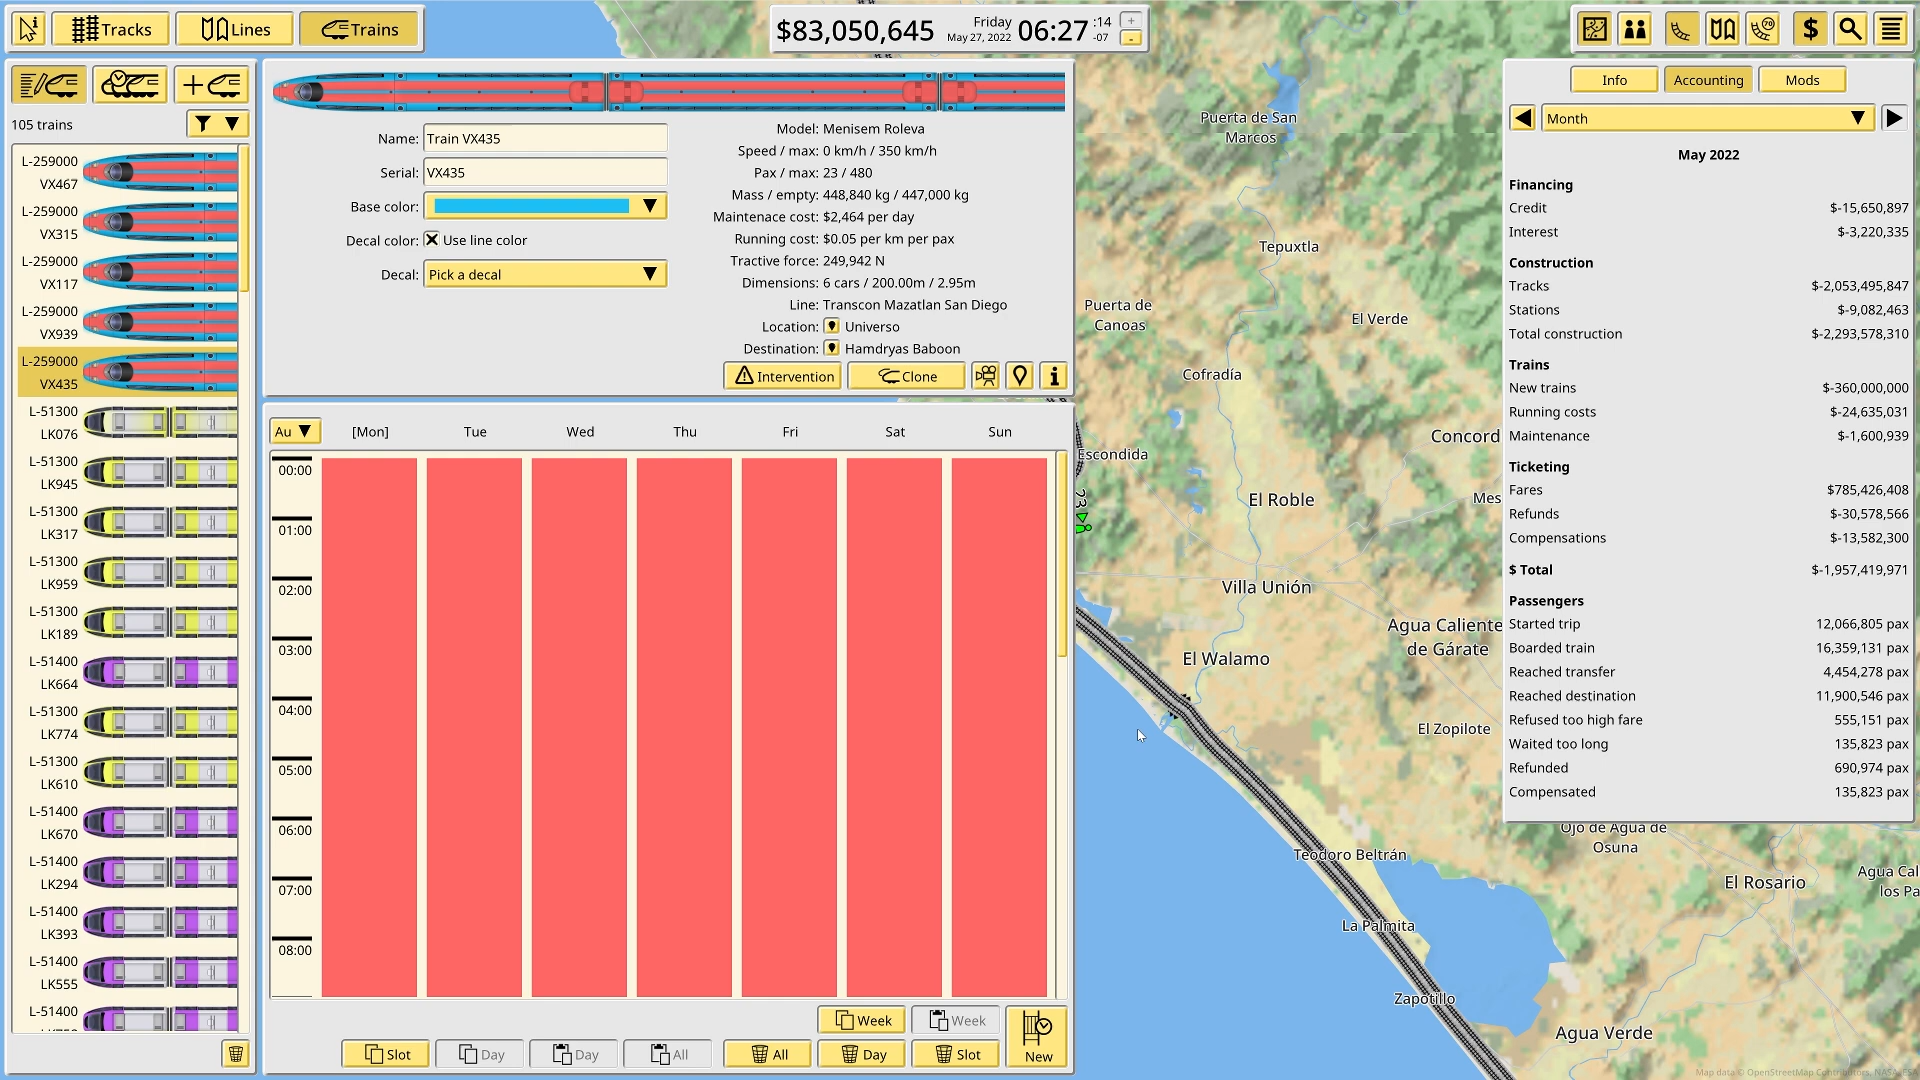 Tracks
Lines
Trains
$83,050,645
Friday
May 27, 2022
06:27
:14
-07
+
-
70
$
105 trains
L-259000
VX467
L-259000
VX315
L-259000
VX117
L-259000
VX939
L-259000
VX435
L-51300
LK076
L-51300
LK945
L-51300
LK317
L-51300
LK959
L-51300
LK189
L-51400
LK664
L-51300
LK774
L-51300
LK610
L-51400
LK670
L-51400
LK294
L-51400
LK393
L-51400
LK555
L-51400
Name: Train VX435
Serial: VX435
Base color:
Decal color: Use line color
Decal: Pick a decal
Model: Menisem Roleva
Speed / max: 0 km/h / 350 km/h
Pax / max: 23 / 480
Mass / empty: 448,840 kg / 447,000 kg
Maintenace cost: $2,464 per day
Running cost: $0.05 per km per pax
Tractive force: 249,942 N
Dimensions: 6 cars / 200.00m / 2.95m
Line: Transcon Mazatlan San Diego
Location: Universo
Destination: Hamdryas Baboon
Intervention
Clone
Au
[Mon]
Tue
Wed
Thu
Fri
Sat
Sun
00:00
01:00
02:00
03:00
04:00
05:00
06:00
07:00
08:00
Week
Week
Slot
Day
Day
All
All
Day
Slot
New
Puerta de San
Marcos
Tepuxtla
Puerta de
Canoas
El Verde
Cofradía
Concord
Escondida
23
El Roble
Mes
Villa Unión
Agua Caliente
de Gárate
El Walamo
El Zopilote
Ojo de Agua de
Osuna
Teodoro Beltrán
El Rosario
Agua Cal
los Pa
La Palmita
Zapotillo
Agua Verde
Info
Accounting
Mods
Month
May 2022
Financing
Credit $-15,650,897
Interest $-3,220,335
Construction
Tracks $-2,053,495,847
Stations $-9,082,463
Total construction $-2,293,578,310
Trains
New trains $-360,000,000
Running costs $-24,635,031
Maintenance $-1,600,939
Ticketing
Fares $785,426,408
Refunds $-30,578,566
Compensations $-13,582,300
$ Total $-1,957,419,971
Passengers
Started trip 12,066,805 pax
Boarded train 16,359,131 pax
Reached transfer 4,454,278 pax
Reached destination 11,900,546 pax
Refused too high fare 555,151 pax
Waited too long 135,823 pax
Refunded 690,974 pax
Compensated 135,823 pax
Map data © OpenStreetMap Contributors, NASA, ESA